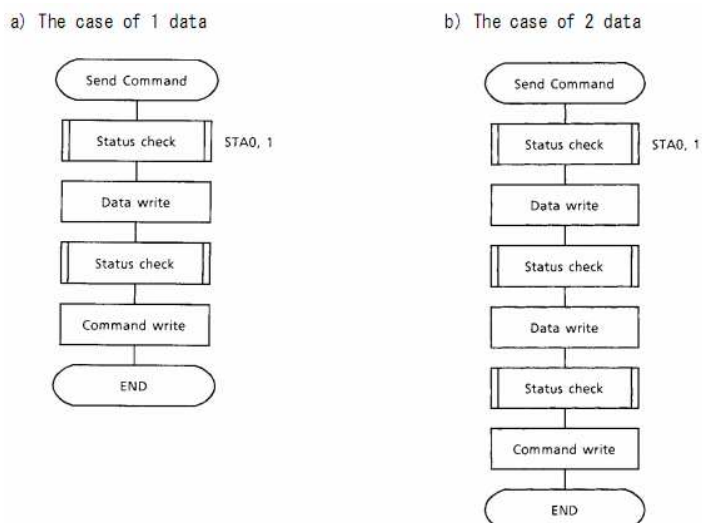 a) The case of 1 data
Send Command
Status check
STA0, 1
Data write
Status check
Command write
END
b) The case of 2 data
Send Command
Status check
STA0, 1
Data write
Status check
Data write
Status check
Command write
END